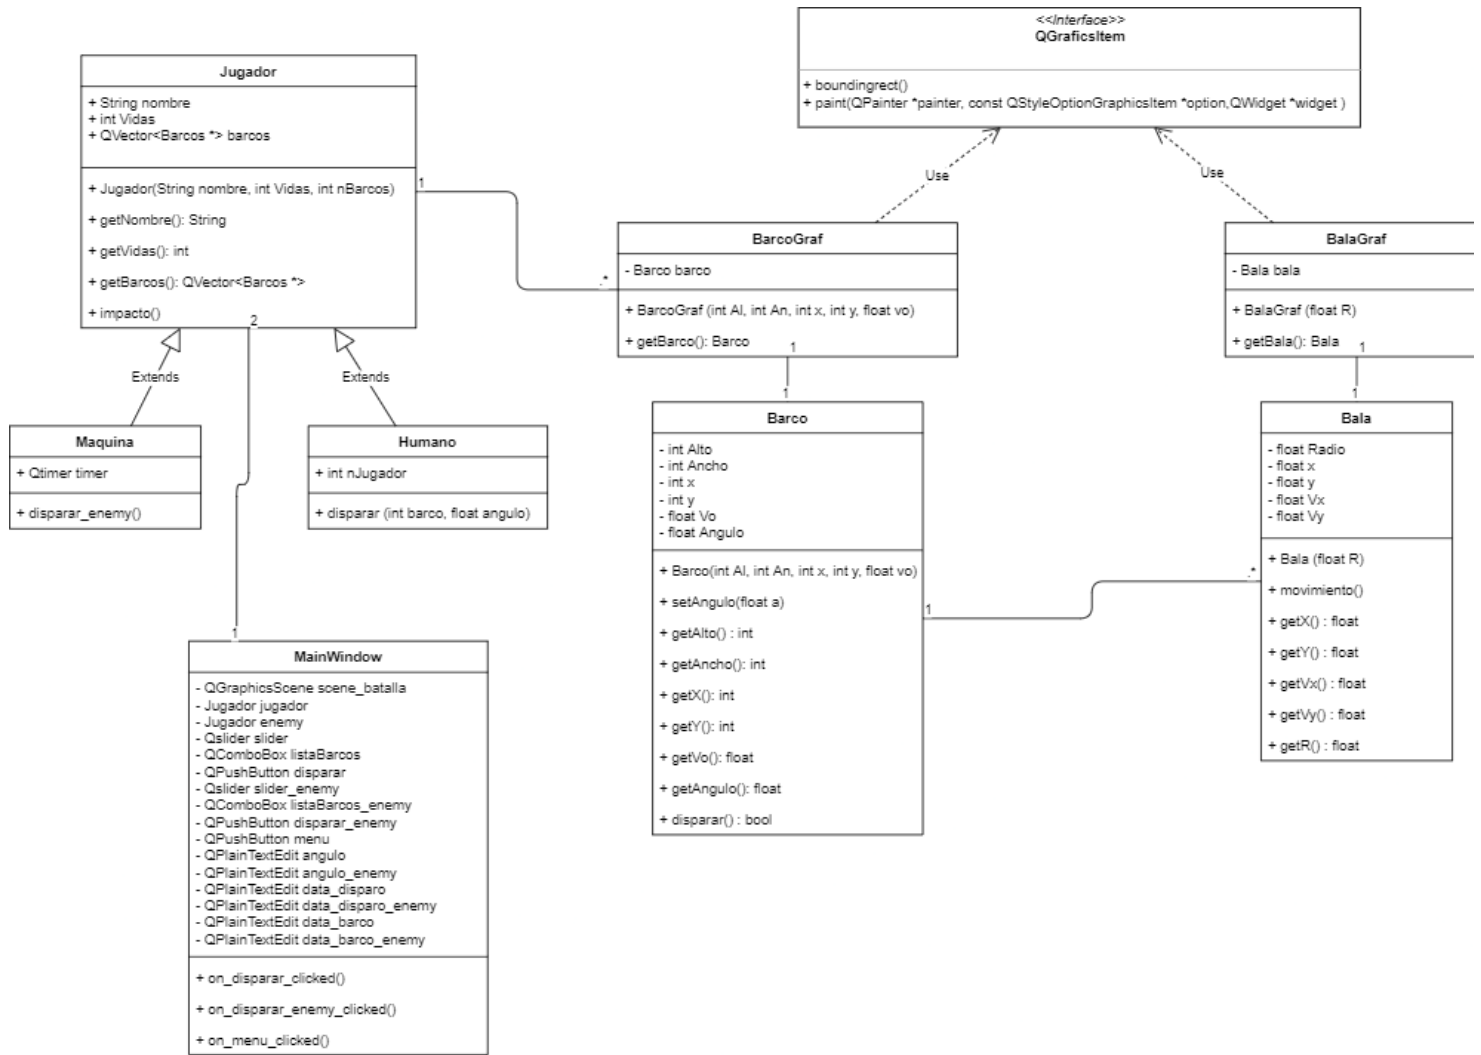 <<Interface>>
QGraficsItem
+ boundingrect()
+ paint(QPainter *painter, const QStyleOptionGraphicsItem *option,QWidget *widget )
Jugador
+ String nombre
+ int Vidas
+ QVector<Barcos *> barcos
+ Jugador(String nombre, int Vidas, int nBarcos)
+ getNombre(): String
+ getVidas(): int
+ getBarcos(): QVector<Barcos *>
+ impacto()
1
.*
2
Use
Use
BarcoGraf
- Barco barco
+ BarcoGraf (int Al, int An, int x, int y, float vo)
+ getBarco(): Barco
1
1
BalaGraf
- Bala bala
+ BalaGraf (float R)
+ getBala(): Bala
1
1
Extends
Extends
Maquina
+ Qtimer timer
+ disparar_enemy()
Humano
+ int nJugador
+ disparar (int barco, float angulo)
Barco
- int Alto
- int Ancho
- int x
- int y
- float Vo
- float Angulo
+ Barco(int Al, int An, int x, int y, float vo)
+ setAngulo(float a)
+ getAlto() : int
+ getAncho(): int
+ getX(): int
+ getY(): int
+ getVo(): float
+ getAngulo(): float
+ disparar() : bool
1
.*
Bala
- float Radio
- float x
- float y
- float Vx
- float Vy
+ Bala (float R)
+ movimiento()
+ getX() : float
+ getY() : float
+ getVx() : float
+ getVy() : float
+ getR() : float
1
MainWindow
- QGraphicsScene scene_batalla
- Jugador jugador
- Jugador enemy
- Qslider slider
- QComboBox listaBarcos
- QPushButton disparar
- Qslider slider_enemy
- QComboBox listaBarcos_enemy
- QPushButton disparar_enemy
- QPushButton menu
- QPlainTextEdit angulo
- QPlainTextEdit angulo_enemy
- QPlainTextEdit data_disparo
- QPlainTextEdit data_disparo_enemy
- QPlainTextEdit data_barco
- QPlainTextEdit data_barco_enemy
+ on_disparar_clicked()
+ on_disparar_enemy_clicked()
+ on_menu_clicked()